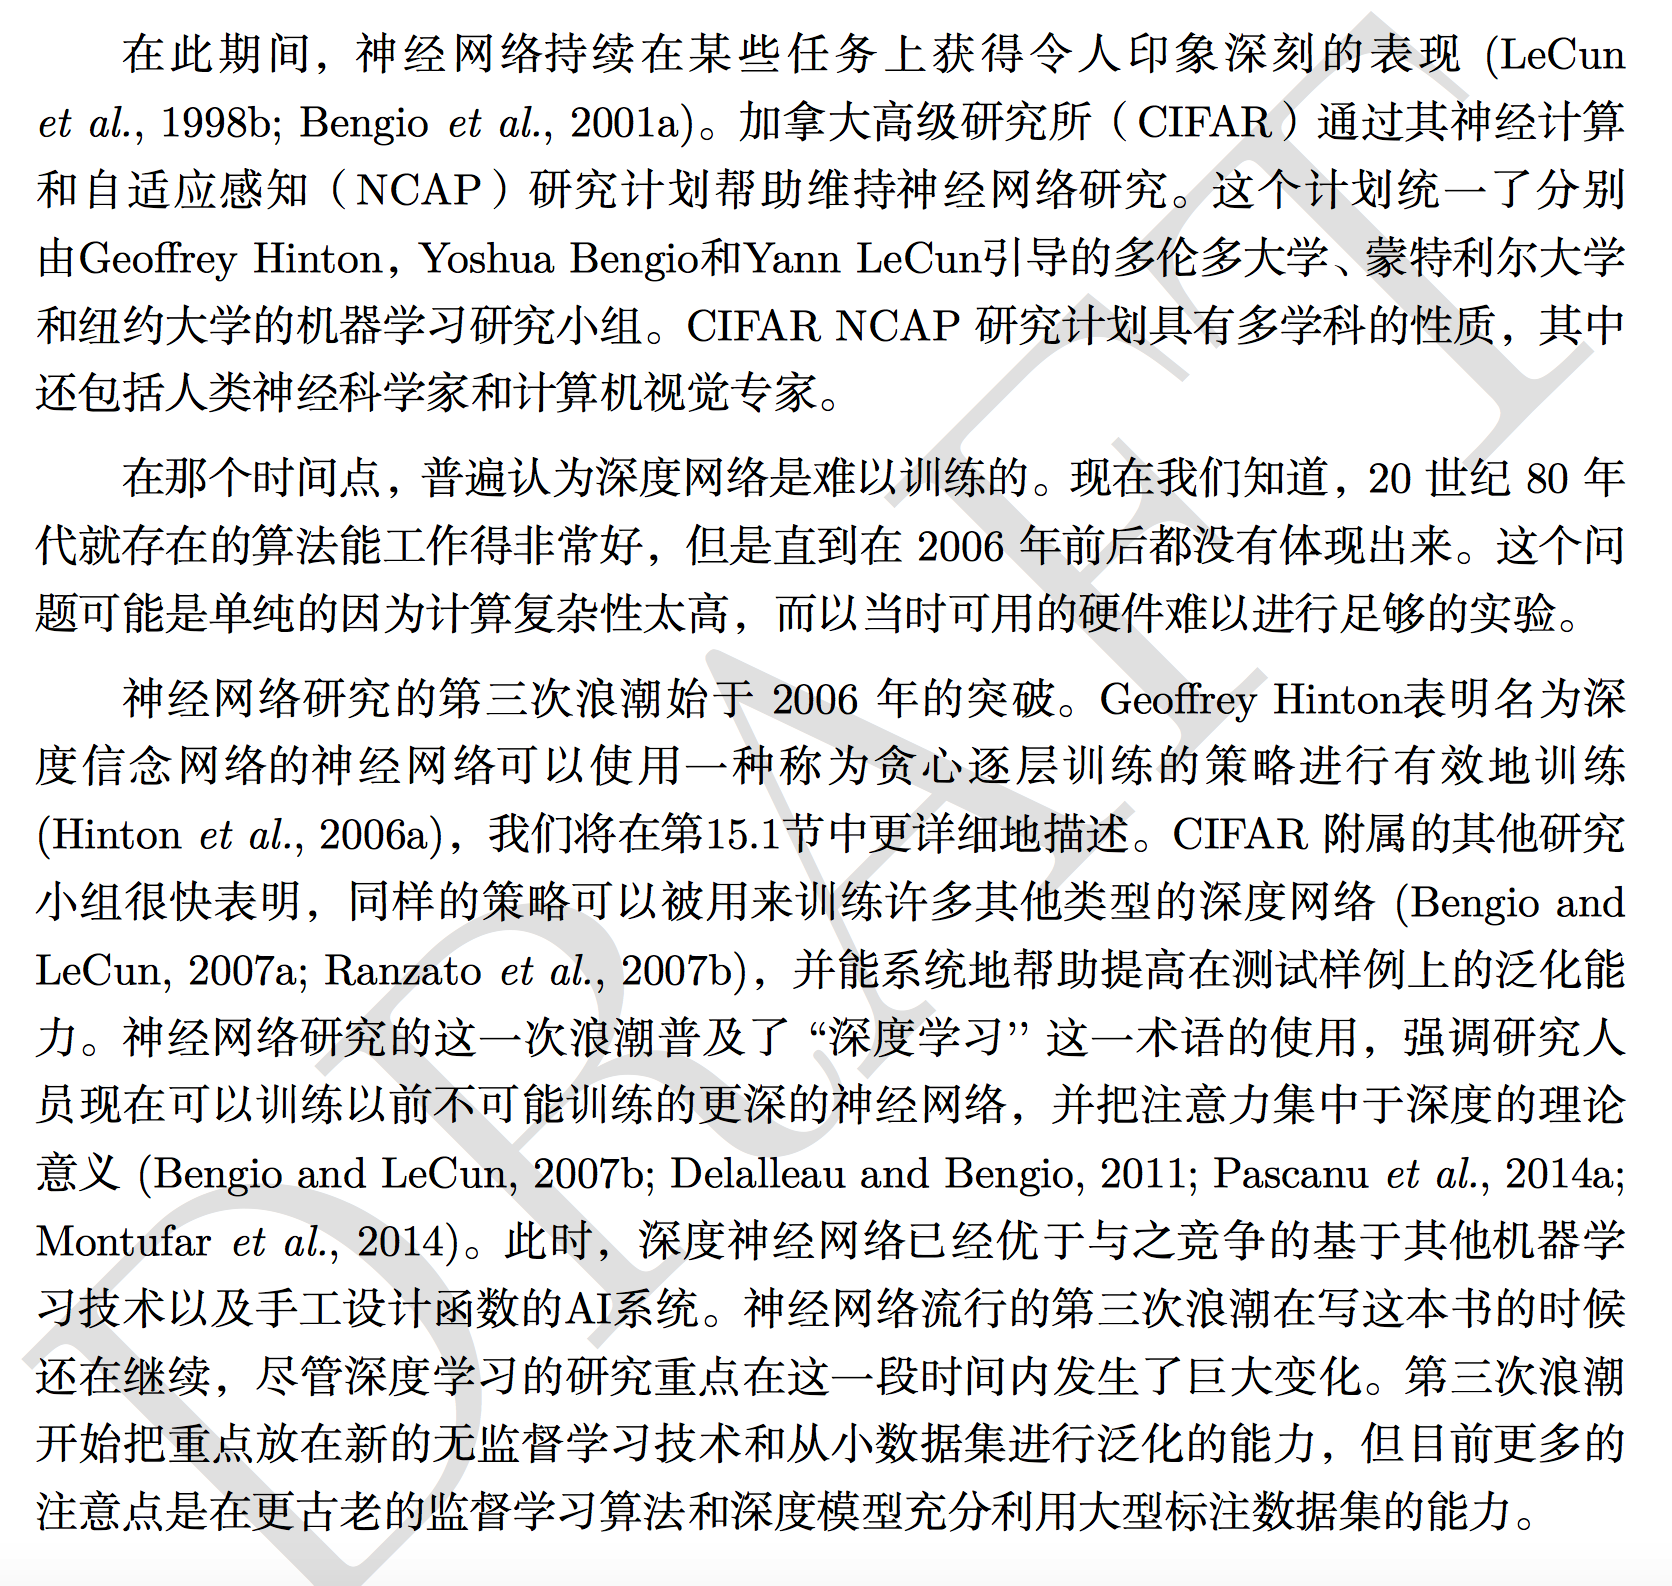 在此期间，神经网络持续在某些任务上获得令人印象深刻的表现 (LeCun
et al., 1998b; Bengio et al., 2001a)。加拿大高级研究所（CIFAR）通过其神经计算
和自适应感知（NCAP）研究计划帮助维持神经网络研究。这个计划统一了分别
由Geoffrey Hinton，Yoshua Bengio和Yann LeCun引导的多伦多大学、蒙特利尔大学
和纽约大学的机器学习研究小组。CIFAR NCAP 研究计划具有多学科的性质，其中
还包括人类神经科学家和计算机视觉专家。
在那个时间点，普遍认为深度网络是难以训练的。现在我们知道，20 世纪 80 年
代就存在的算法能工作得非常好，但是直到在 2006 年前后都没有体现出来。这个问
题可能是单纯的因为计算复杂性太高，而以当时可用的硬件难以进行足够的实验。
神经网络研究的第三次浪潮始于 2006 年的突破。Geoffrey Hinton表明名为深
度信念网络的神经网络可以使用一种称为贪心逐层训练的策略进行有效地训练
(Hinton et al., 2006a)，我们将在第15.1节中更详细地描述。CIFAR 附属的其他研究
小组很快表明，同样的策略可以被用来训练许多其他类型的深度网络 (Bengio and
LeCun, 2007a; Ranzato et al., 2007b)，并能系统地帮助提高在测试样例上的泛化能
力。神经网络研究的这一次浪潮普及了 “深度学习” 这一术语的使用，强调研究人
员现在可以训练以前不可能训练的更深的神经网络，并把注意力集中于深度的理论
意义 (Bengio and LeCun, 2007b; Delalleau and Bengio, 2011; Pascanu et al., 2014a;
Montufar et al., 2014)。此时，深度神经网络已经优于与之竞争的基于其他机器学
习技术以及手工设计函数的AI系统。神经网络流行的第三次浪潮在写这本书的时候
还在继续，尽管深度学习的研究重点在这一段时间内发生了巨大变化。第三次浪潮
开始把重点放在新的无监督学习技术和从小数据集进行泛化的能力，但目前更多的
注意点是在更古老的监督学习算法和深度模型充分利用大型标注数据集的能力。
DRAFT